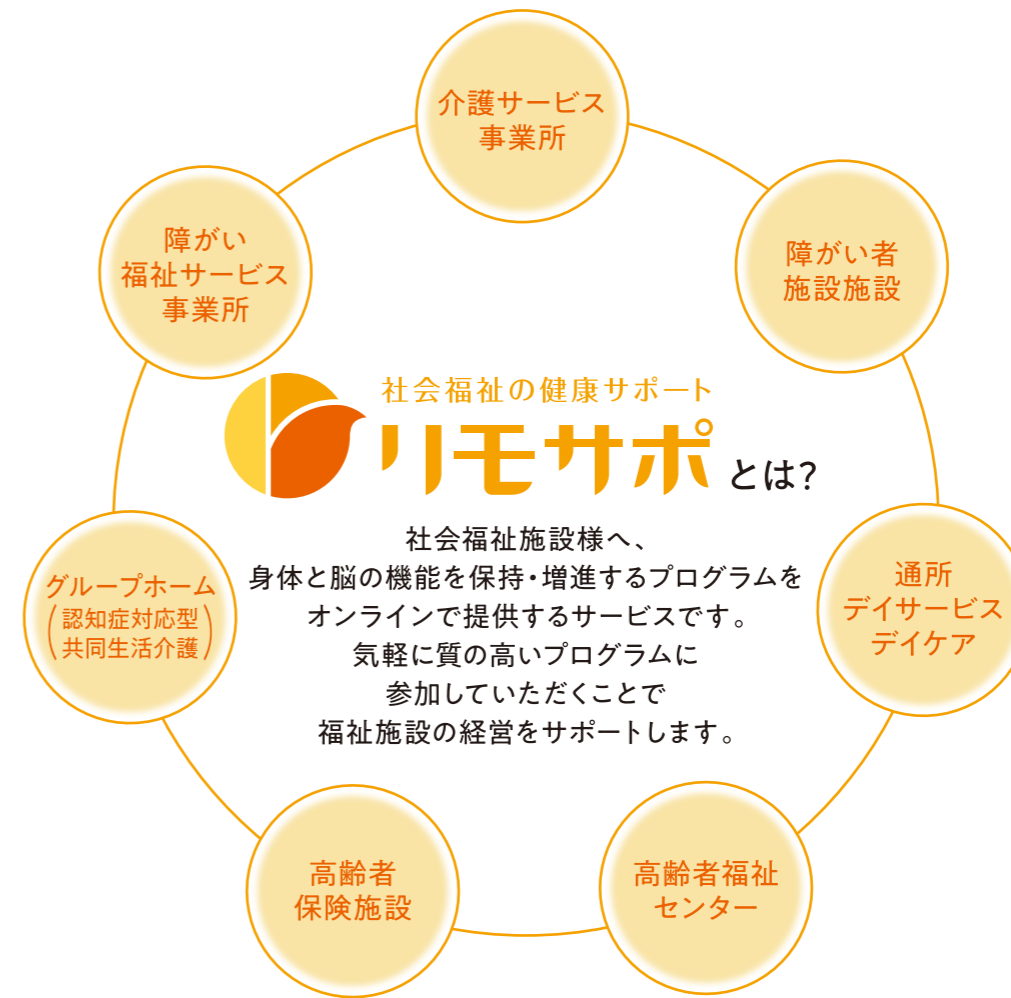 介護サービス
事業所
障がい
福祉サービス
事業所
障がい者
施設施設
社会福祉の健康サポート
リモサポ とは?
社会福祉施設様へ、
身体と脳の機能を保持・増進するプログラムを
オンラインで提供するサービスです。
気軽に質の高いプログラムに
参加していただくことで
福祉施設の経営をサポートします。
グループホーム
(認知症対応型
共同生活介護)
通所
デイサービス
デイケア
高齢者
保険施設
高齢者福祉
センター